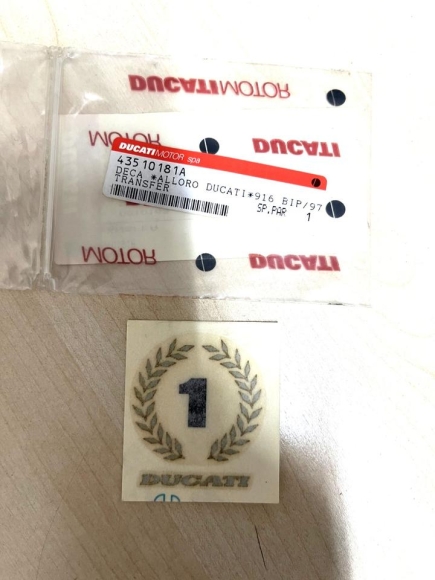 DUCATIMOTOR
MOTOR
DUCATI
DUCATIMOTOR spa
43510181A
DECA *ALLORO DUCATI*916 BIP/97
TRANSFER
SP.PAR 1
MOTOR
DUCATI
1
DUCATI